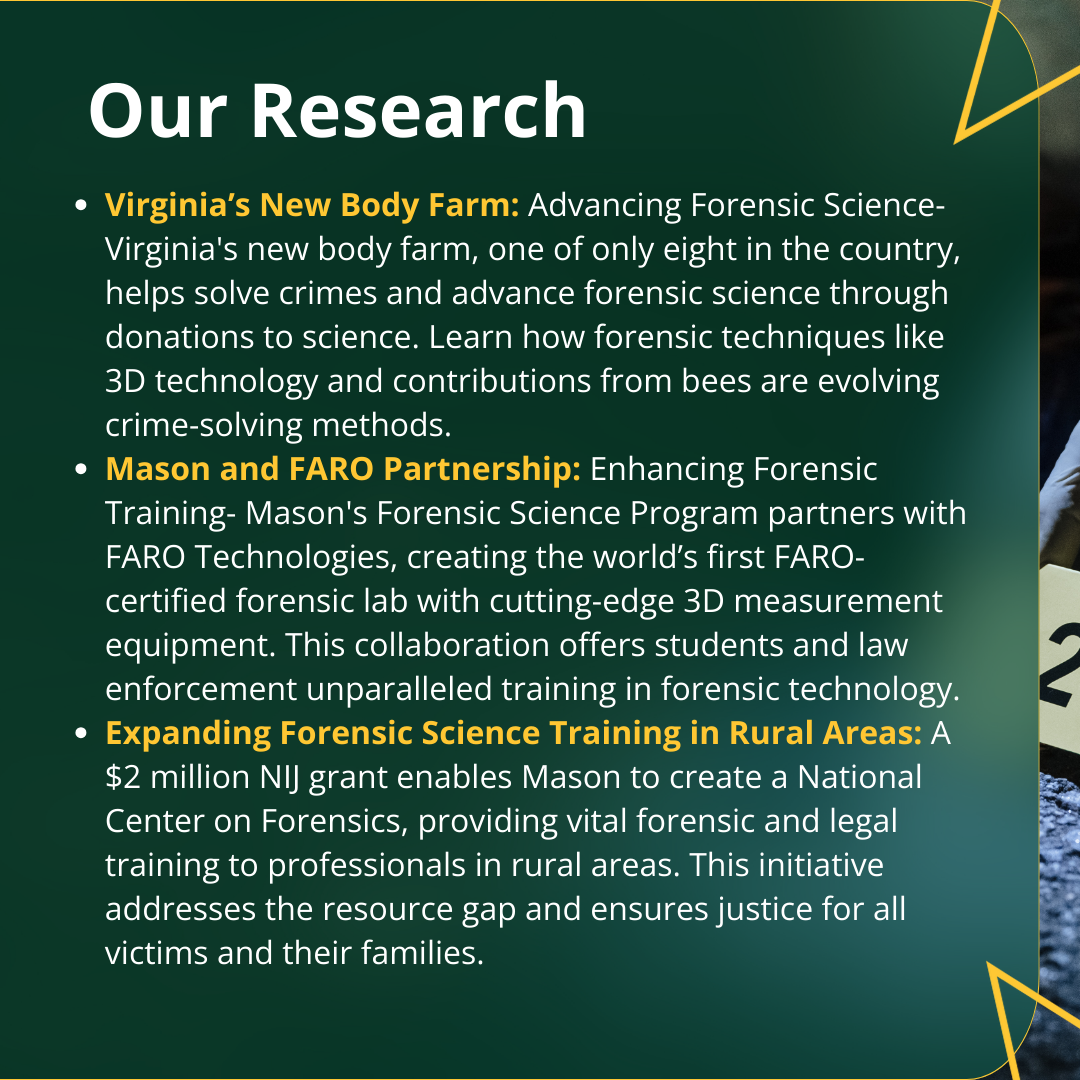 Our Research
• Virginia’s New Body Farm: Advancing Forensic Science-
Virginia's new body farm, one of only eight in the country,
helps solve crimes and advance forensic science through
donations to science. Learn how forensic techniques like
3D technology and contributions from bees are evolving
crime-solving methods.
• Mason and FARO Partnership: Enhancing Forensic
Training- Mason's Forensic Science Program partners with
FARO Technologies, creating the world’s first FARO-
certified forensic lab with cutting-edge 3D measurement
equipment. This collaboration offers students and law
enforcement unparalleled training in forensic technology.
• Expanding Forensic Science Training in Rural Areas: A
$2 million NIJ grant enables Mason to create a National
Center on Forensics, providing vital forensic and legal
training to professionals in rural areas. This initiative
addresses the resource gap and ensures justice for all
victims and their families.
2